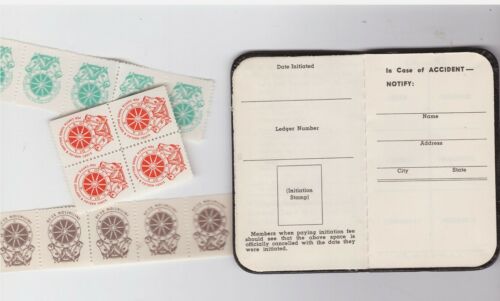 Date Initiated
Ledger Number
(Initiation
Stamp)
Members when paying initiation fee
should see that the above space is
officially cancelled with the date they
were initiated.
In Case of ACCIDENT—
NOTIFY:
Name
Address
City State